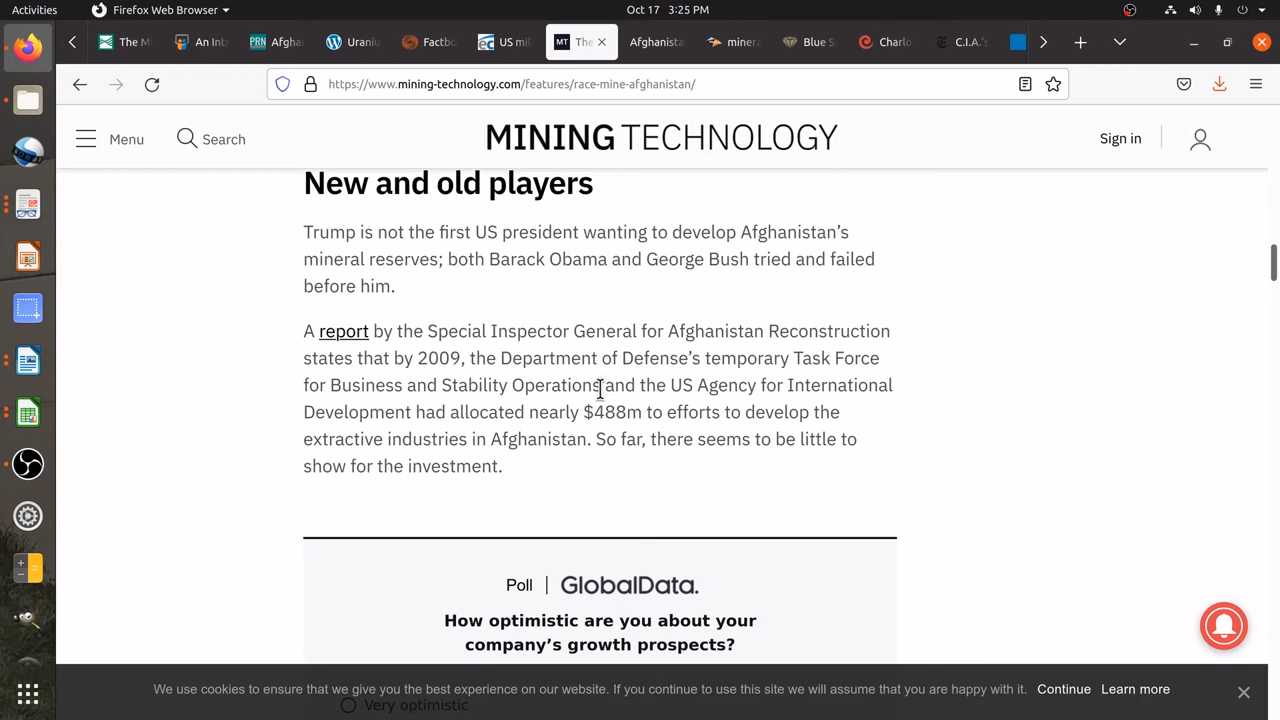 Activities
Firefox Web Browser
Oct 17 3:25 PM
The M
An Int
PRN Afghar
Uraniu
Factbo
US mil
MT The
Afghanista
minera
Blue S
Charlo
C.I.A.'s
https://www.mining-technology.com/features/race-mine-afghanistan/
Menu
Search
MINING TECHNOLOGY
Sign in
New and old players
Trump is not the first US president wanting to develop Afghanistan’s
mineral reserves; both Barack Obama and George Bush tried and failed
before him.
A report by the Special Inspector General for Afghanistan Reconstruction
states that by 2009, the Department of Defense’s temporary Task Force
for Business and Stability Operations and the US Agency for International
Development had allocated nearly $488m to efforts to develop the
extractive industries in Afghanistan. So far, there seems to be little to
show for the investment.
Poll | GlobalData.
How optimistic are you about your
company’s growth prospects?
We use cookies to ensure that we give you the best experience on our website. If you continue to use this site we will assume that you are happy with it. Continue Learn more
Very optimistic